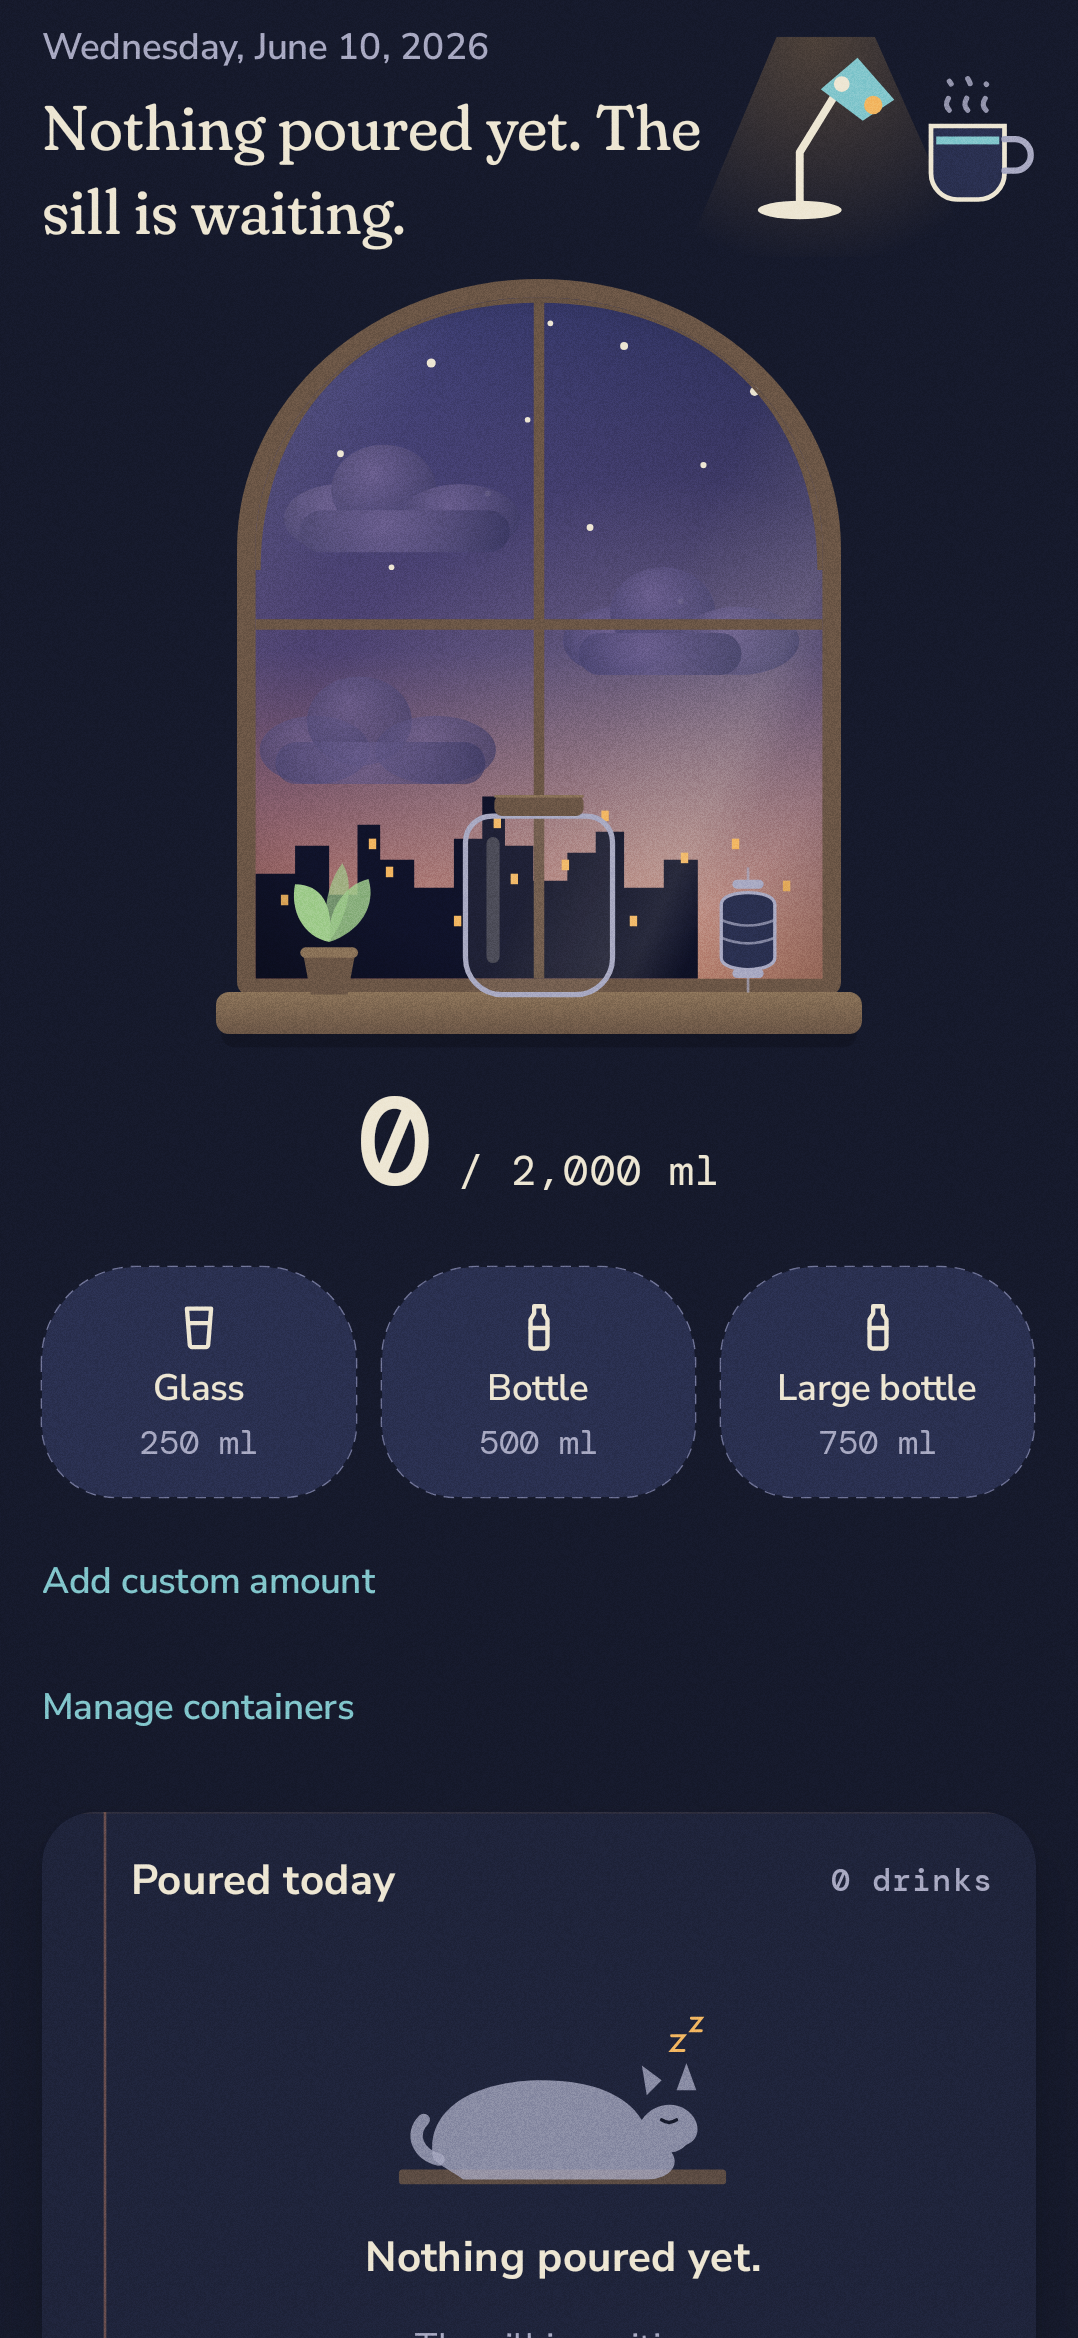 Wednesday, June 10, 2026
Nothing poured yet. The
sill is waiting.
0 / 2,000 ml
Glass
250 ml
Bottle
500 ml
Large bottle
750 ml
Add custom amount
Manage containers
Poured today
0 drinks
z z
Nothing poured yet.